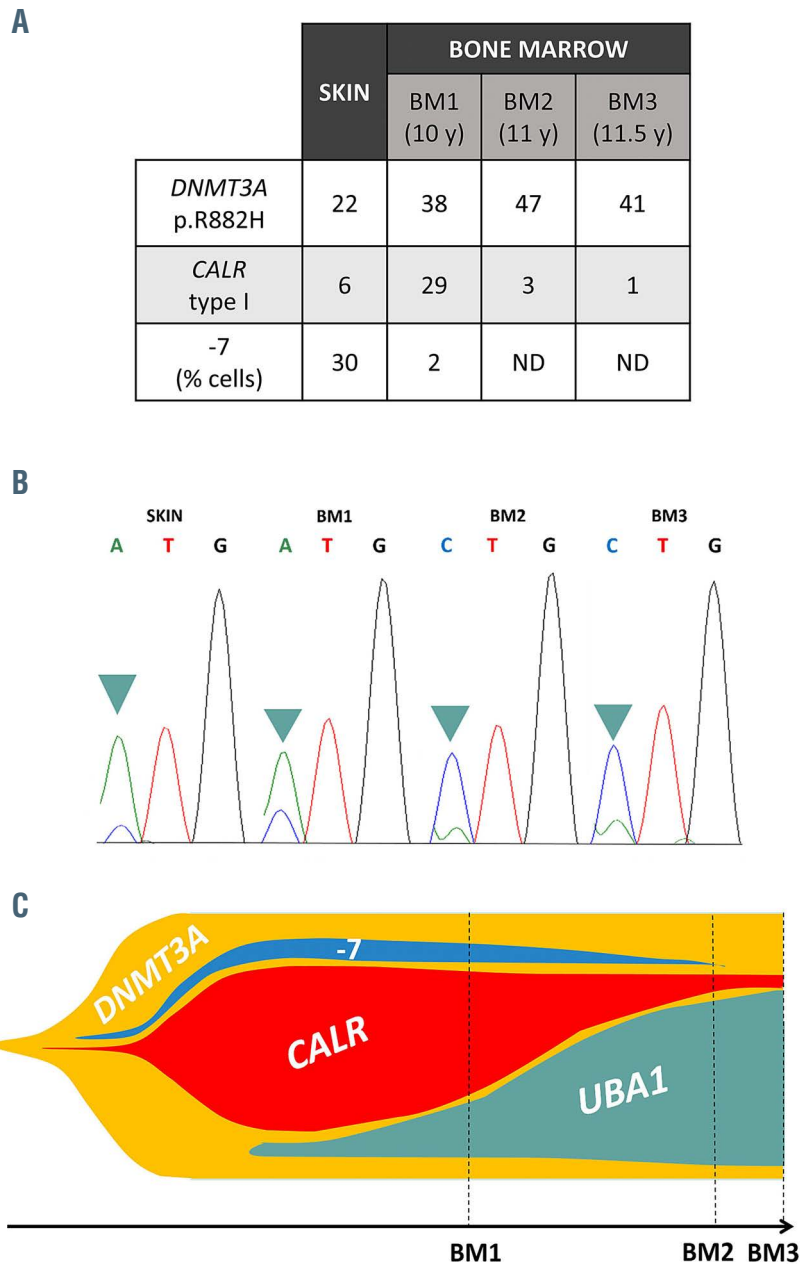 A
SKIN
BONE MARROW
BM1
(10 y)
BM2
(11 y)
BM3
(11.5 y)
DNMT3A
p.R882H
22
38
47
41
CALR
type I
6
29
3
1
-7
(% cells)
30
2
ND
ND
B
SKIN
BM1
BM2
BM3
A T G A T G C T G C T G
C
DNMT3A
-7
CALR
UBA1
BM1
BM2
BM3